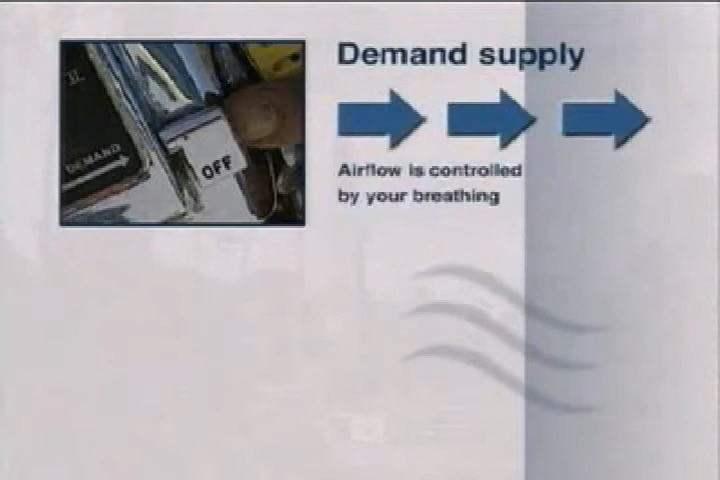 DEMAND
OFF
Demand supply
Airflow is controlled
by your breathing